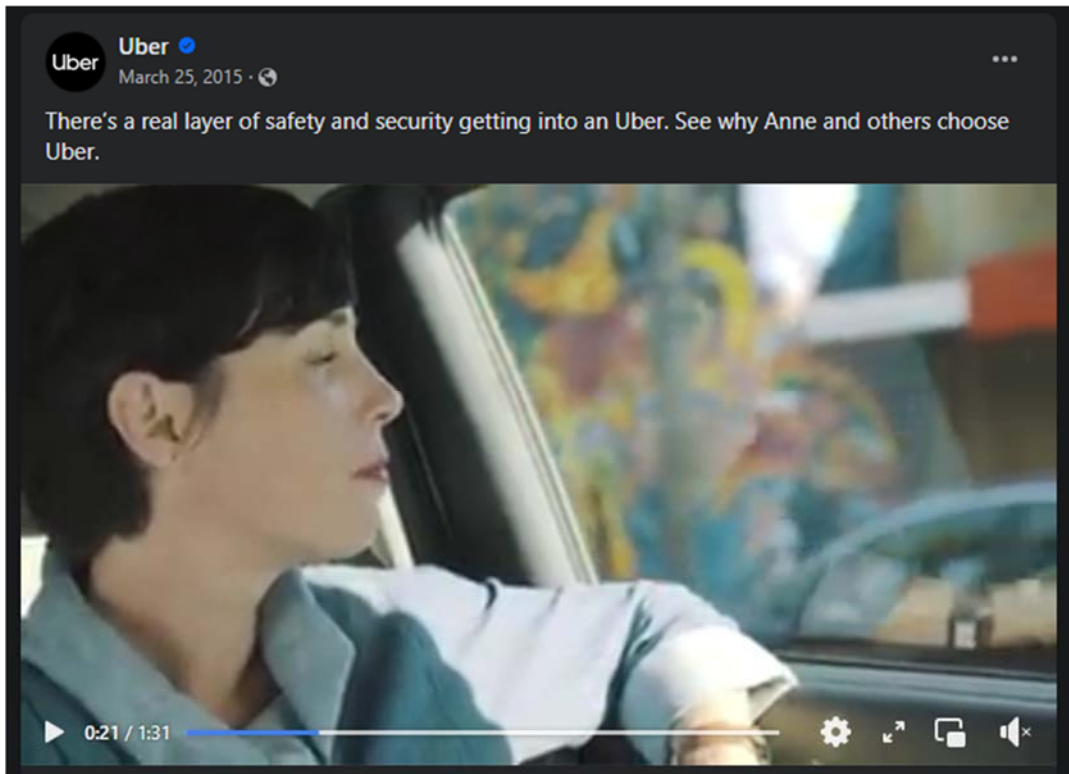 Uber
Uber
March 25, 2015 ·
There's a real layer of safety and security getting into an Uber. See why Anne and others choose
Uber.
0:21 / 1:31